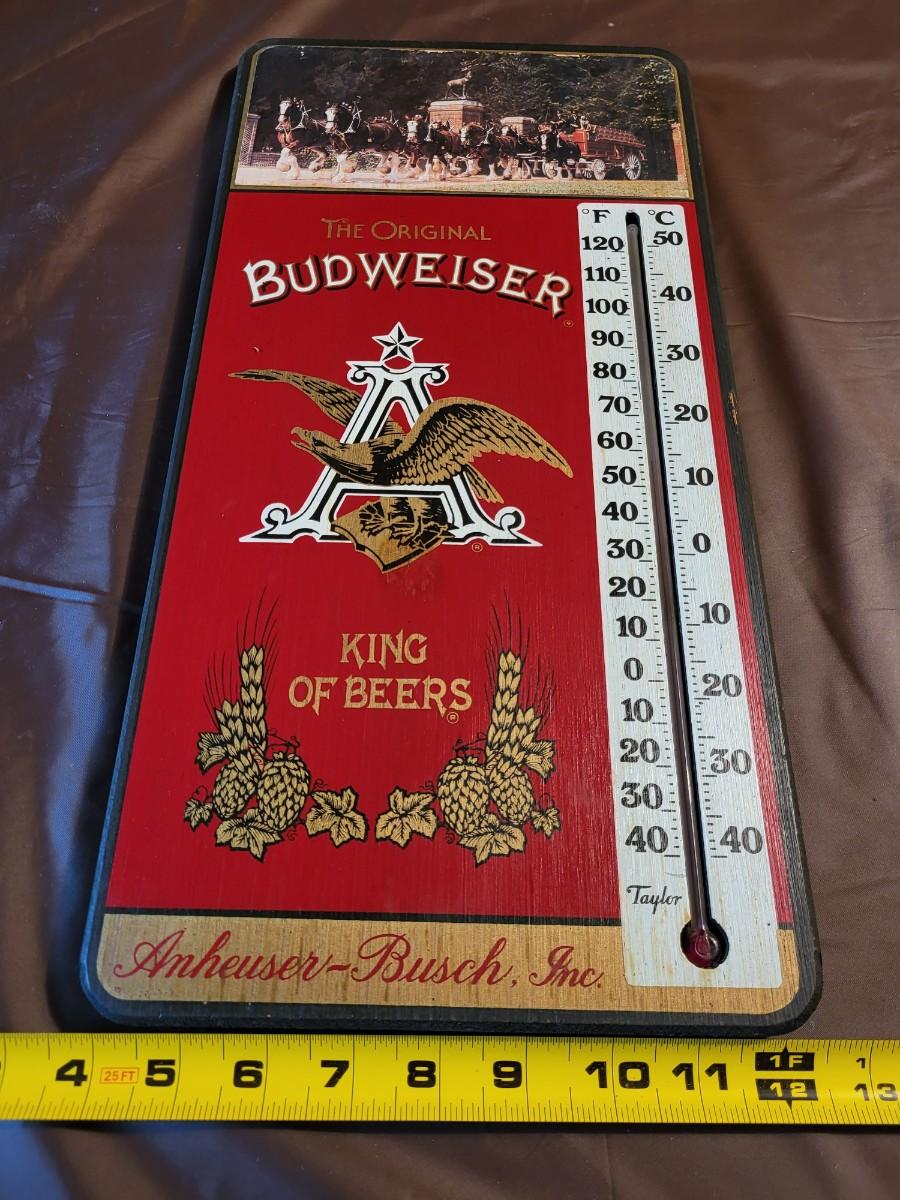 THE ORIGINAL
BUDWEISER®
A
®
KING
OF BEERS®
Anheuser-Busch, Inc.
°F °C
120 50
110
100 40
90
80 30
70
60 20
50 10
40
30 0
20
10 10
0
10 20
20
30 30
40 40
Taylor
4 25FT 5 6 7 8 9 10 11 1F 1
12 13